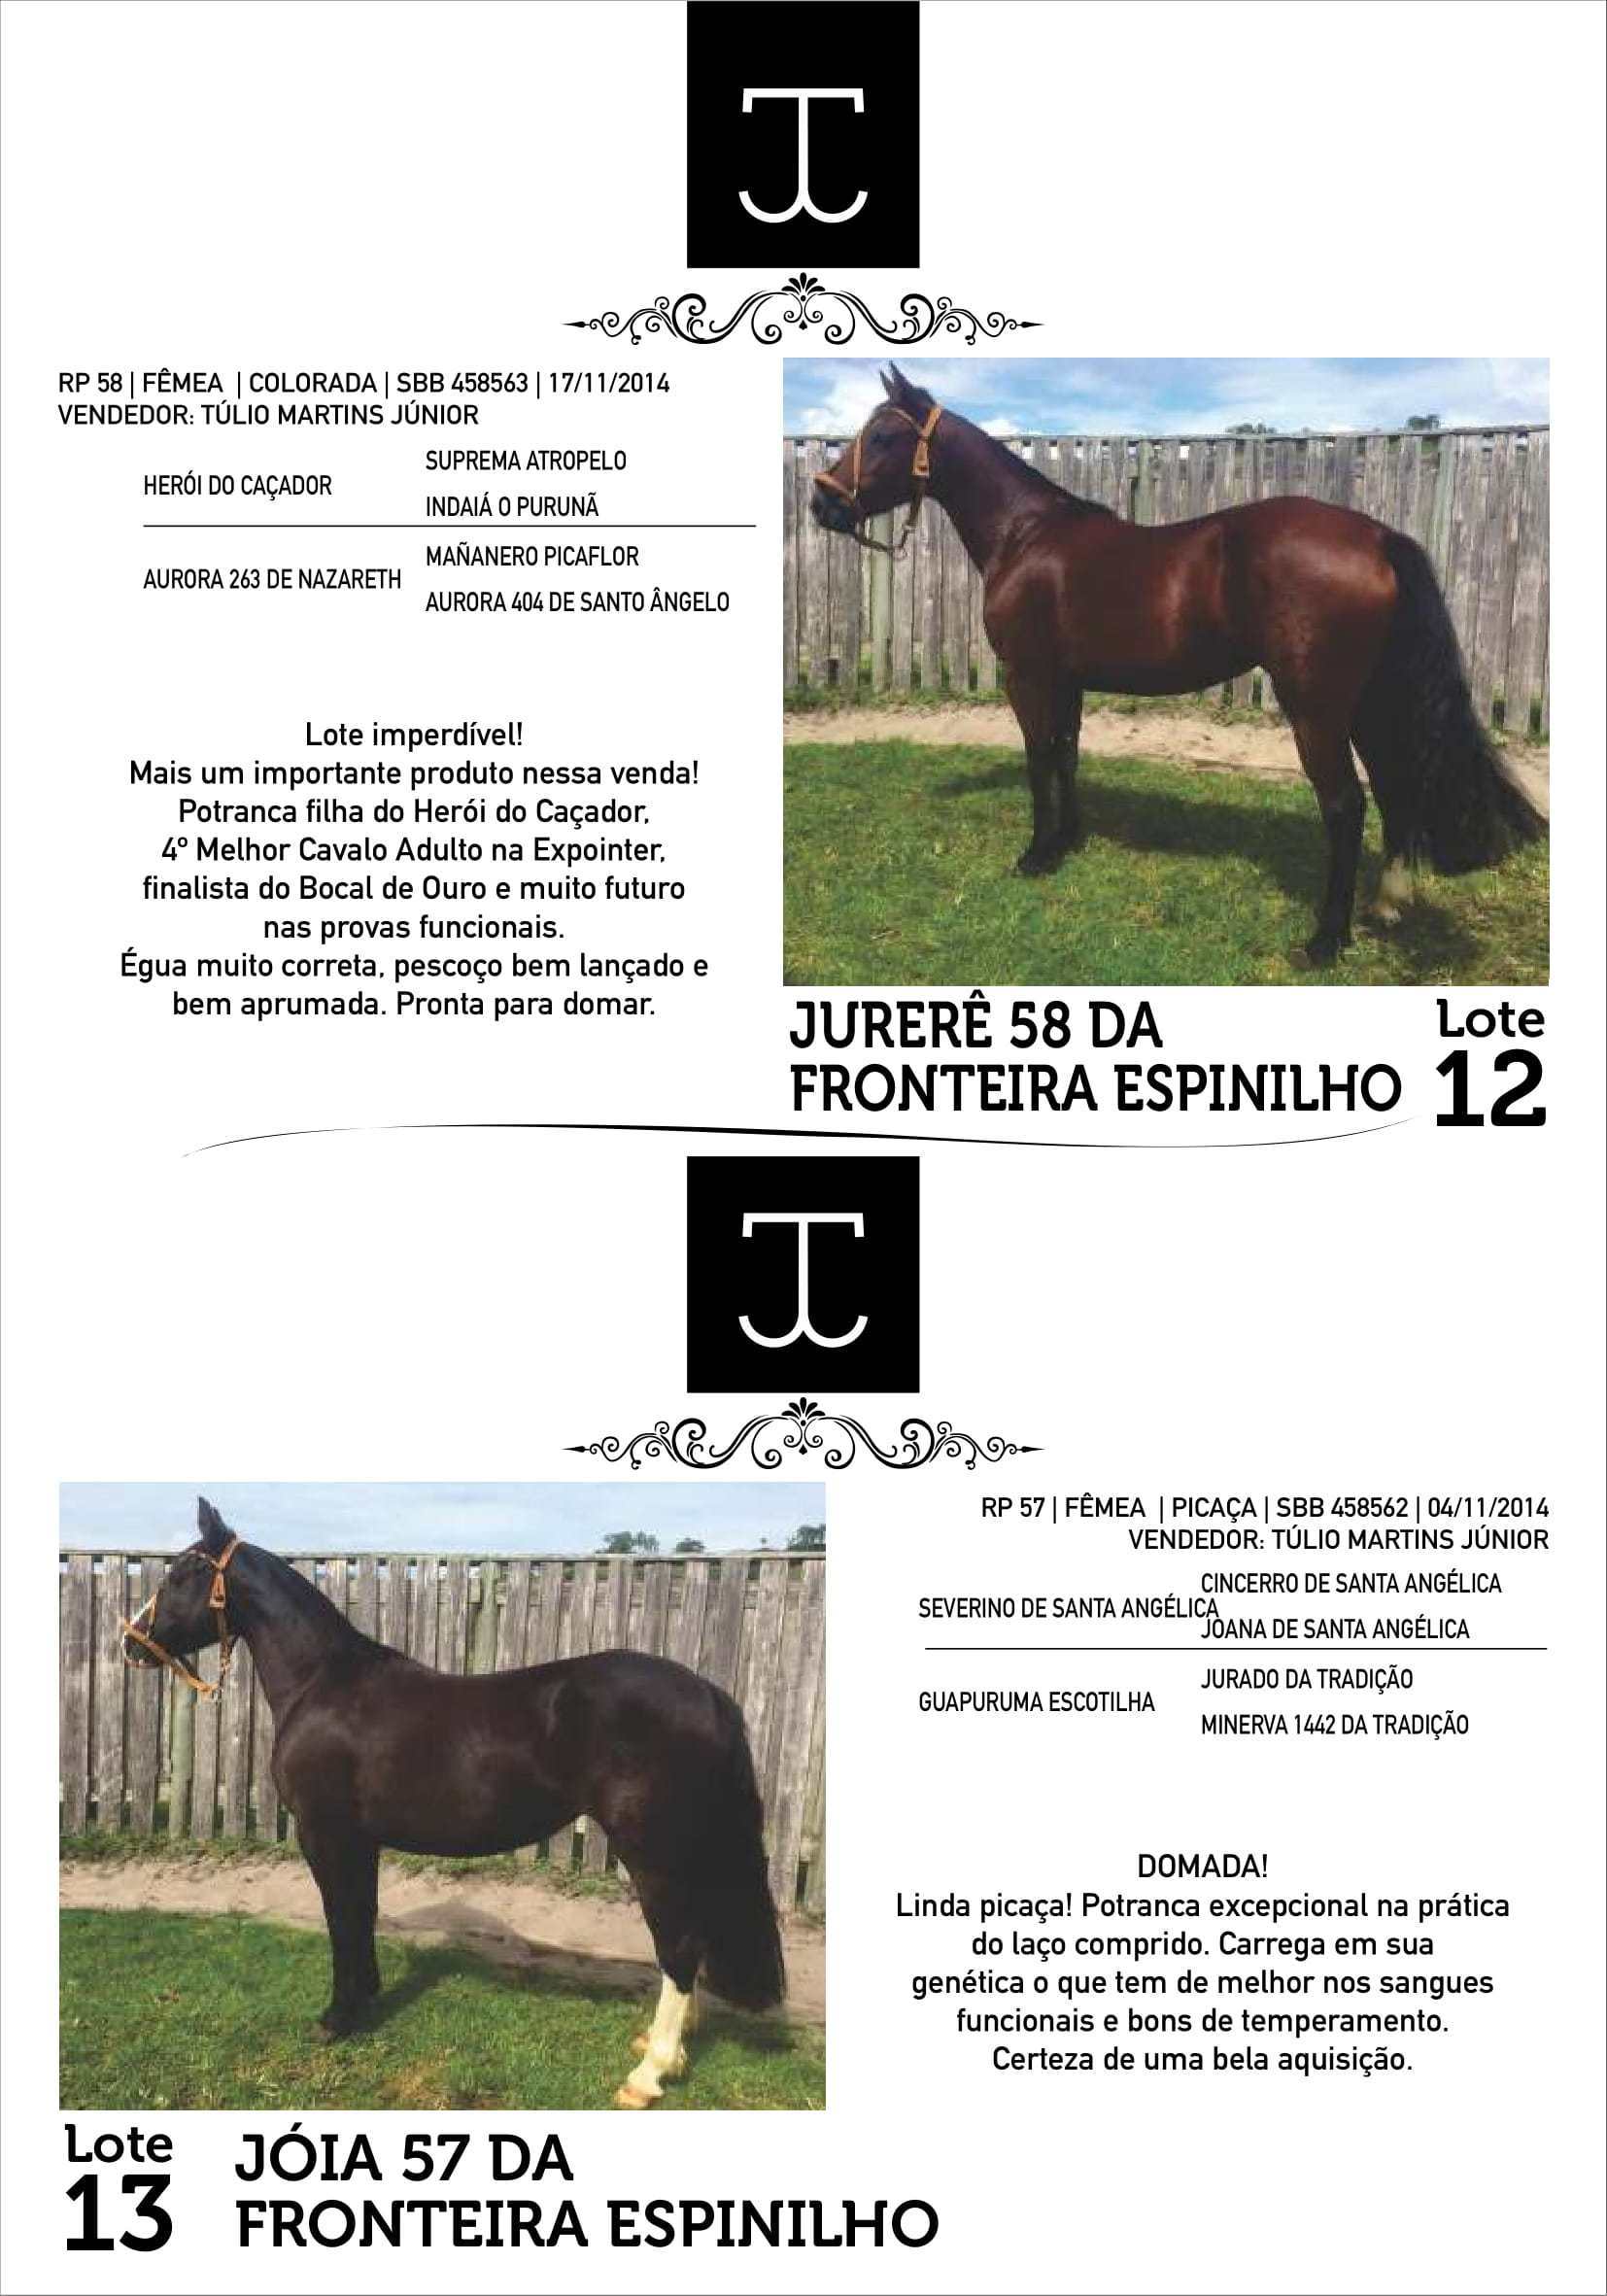 RP 58 | FÊMEA | COLORADA | SBB 458563 | 17/11/2014
VENDEDOR: TÚLIO MARTINS JÚNIOR
HERÓI DO CAÇADOR
SUPREMA ATROPELO
INDAIÁ O PURUNÃ
AURORA 263 DE NAZARETH
MAÑANERO PICAFLOR
AURORA 404 DE SANTO ÂNGELO
Lote imperdível!
Mais um importante produto nessa venda!
Potranca filha do Herói do Caçador,
4º Melhor Cavalo Adulto na Expointer,
finalista do Bocal de Ouro e muito futuro
nas provas funcionais.
Égua muito correta, pescoço bem lançado e
bem aprumada. Pronta para domar.
JURERÊ 58 DA
FRONTEIRA ESPINILHO
Lote
12
RP 57 | FÊMEA | PICAÇA | SBB 458562 | 04/11/2014
VENDEDOR: TÚLIO MARTINS JÚNIOR
SEVERINO DE SANTA ANGÉLICA
CINCERRO DE SANTA ANGÉLICA
JOANA DE SANTA ANGÉLICA
GUAPURUMA ESCOTILHA
JURADO DA TRADIÇÃO
MINERVA 1442 DA TRADIÇÃO
DOMADA!
Linda picaça! Potranca excepcional na prática
do laço comprido. Carrega em sua
genética o que tem de melhor nos sangues
funcionais e bons de temperamento.
Certeza de uma bela aquisição.
Lote
13
JÓIA 57 DA
FRONTEIRA ESPINILHO